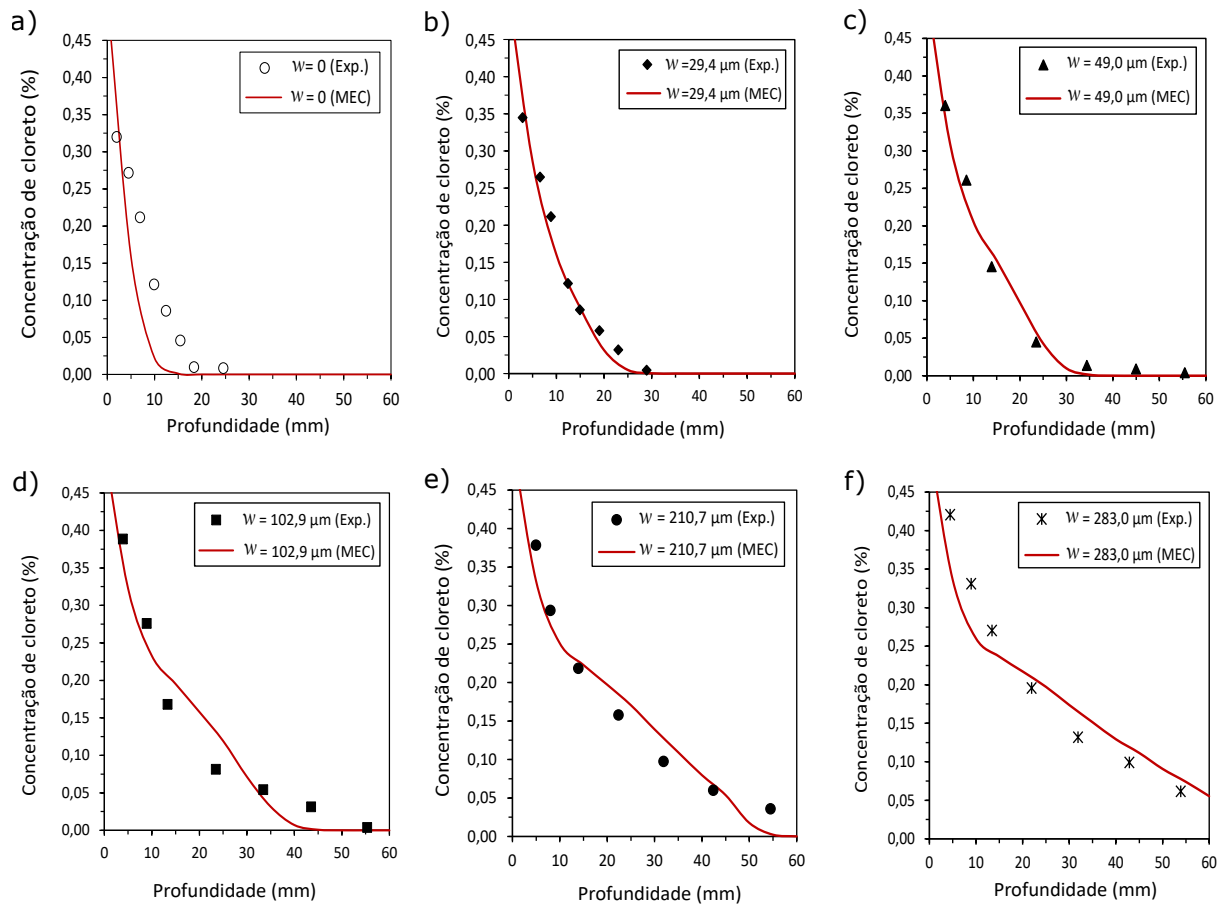 a)
Concentração de cloreto (%)
0,45
0,40
0,35
0,30
0,25
0,20
0,15
0,10
0,05
0,00
w= 0 (Exp.)
w= 0 (MEC)
0 10 20 30 40 50 60
Profundidade (mm)
b)
Concentração de cloreto (%)
0,45
0,40
0,35
0,30
0,25
0,20
0,15
0,10
0,05
0,00
w=29,4 µm (Exp.)
w=29,4 µm (MEC)
0 10 20 30 40 50 60
Profundidade (mm)
c)
Concentração de cloreto (%)
0,45
0,40
0,35
0,30
0,25
0,20
0,15
0,10
0,05
0,00
w = 49,0 µm (Exp.)
w = 49,0 µm (MEC)
0 10 20 30 40 50 60
Profundidade (mm)
d)
Concentração de cloreto (%)
0,45
0,40
0,35
0,30
0,25
0,20
0,15
0,10
0,05
0,00
w = 102,9 µm (Exp.)
w = 102,9 µm (MEC)
0 10 20 30 40 50 60
Profundidade (mm)
e)
Concentração de cloreto (%)
0,45
0,40
0,35
0,30
0,25
0,20
0,15
0,10
0,05
0,00
w = 210,7 µm (Exp.)
w = 210,7 µm (MEC)
0 10 20 30 40 50 60
Profundidade (mm)
f)
Concentração de cloreto (%)
0,45
0,40
0,35
0,30
0,25
0,20
0,15
0,10
0,05
0,00
w = 283,0 µm (Exp.)
w = 283,0 µm (MEC)
0 10 20 30 40 50 60
Profundidade (mm)